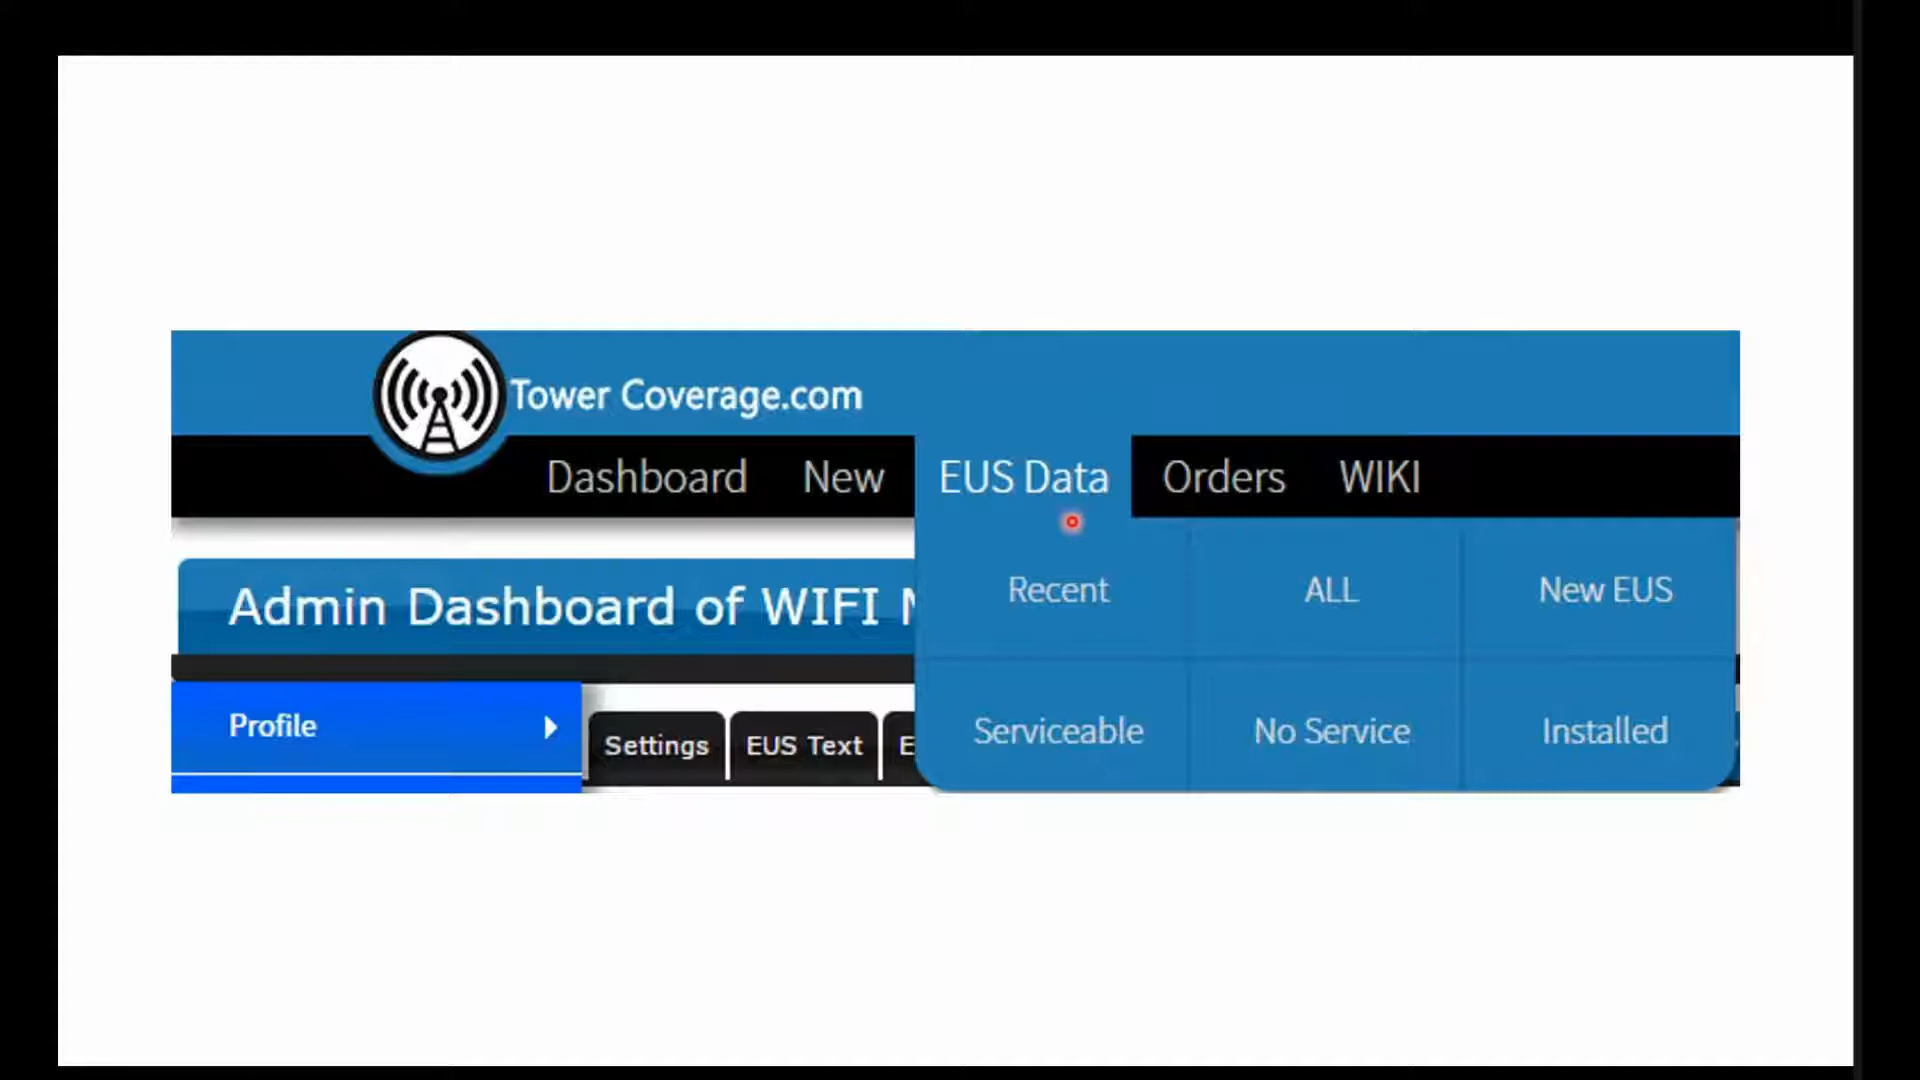 Tower Coverage.com
Dashboard New EUS Data Orders WIKI
Recent ALL New EUS
Admin Dashboard of WIFI
Serviceable No Service Installed
Profile
Settings EUS Text